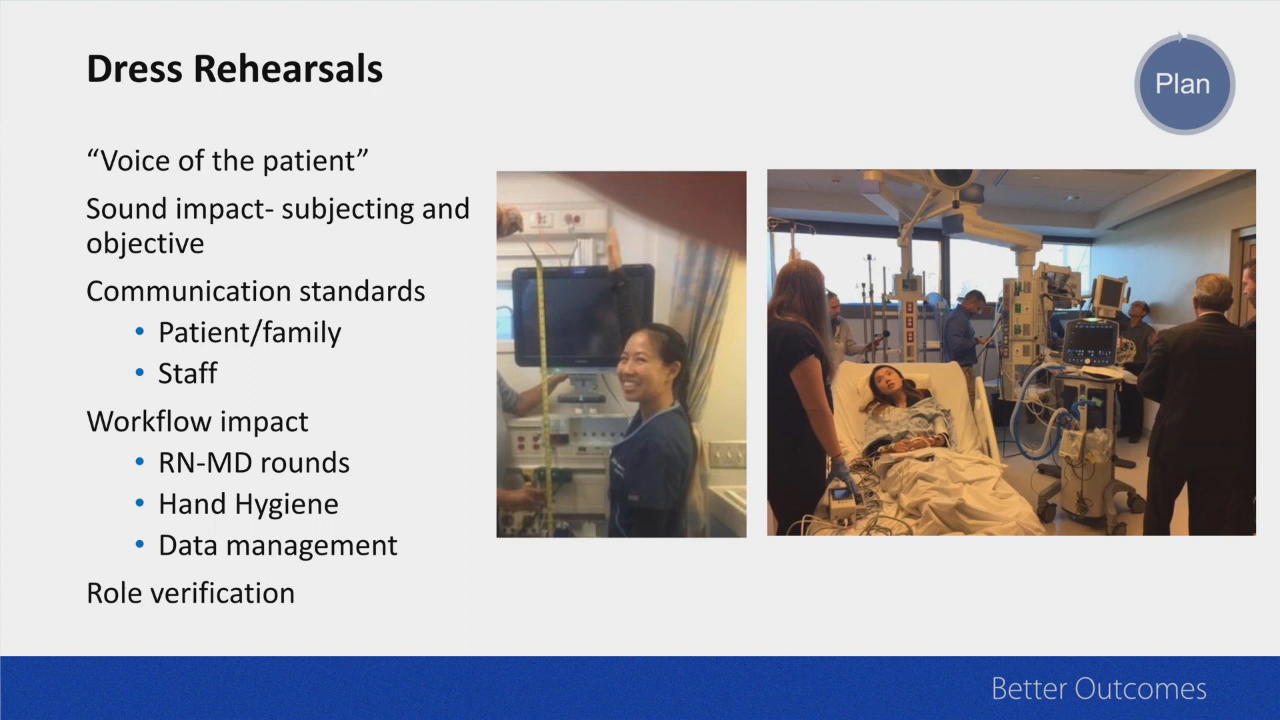 Dress Rehearsals
Plan
“Voice of the patient”
Sound impact- subjecting and
objective
Communication standards
• Patient/family
• Staff
Workflow impact
• RN-MD rounds
• Hand Hygiene
• Data management
Role verification
Better Outcomes